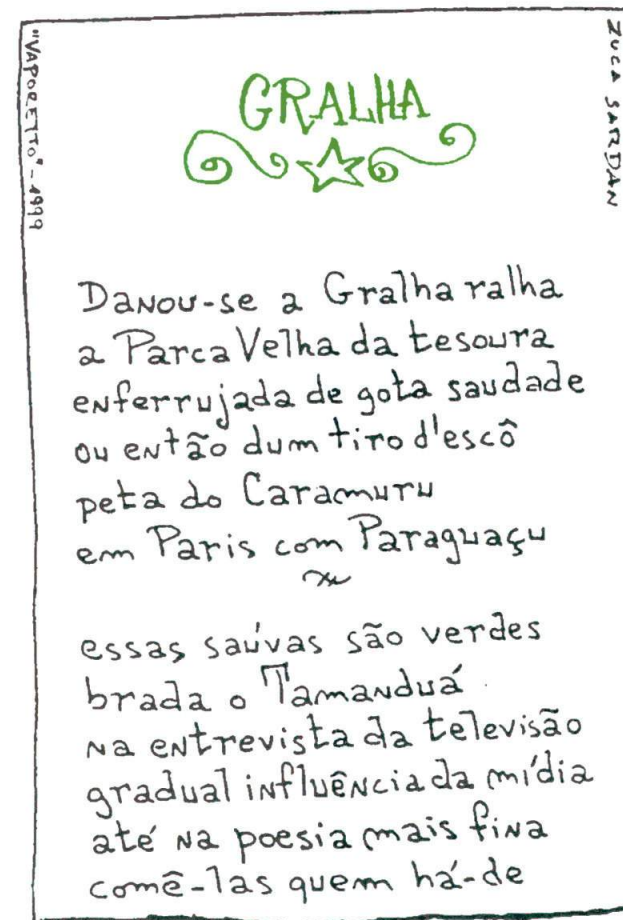 "VAPORETTO" - 1999
ZUCA SARDAN
GRALHA
Danou-se a Gralha ralha
a Parca Velha da tesoura
enferrujada de gota saudade
ou então dum tiro d'escô
peta do Caramuru
em Paris com Paraguaçu
essas saúvas são verdes
brada o Tamanduá
na entrevista da televisão
gradual influência da mídia
até na poesia mais fina
comê-las quem há-de